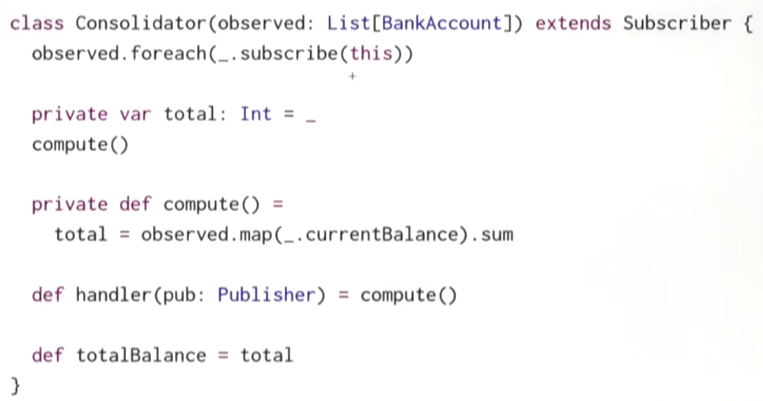 class Consolidator(observed: List[BankAccount]) extends Subscriber {
  observed.foreach(_.subscribe(this))

  private var total: Int = _
  compute()

  private def compute() =
    total = observed.map(_.currentBalance).sum

  def handler(pub: Publisher) = compute()

  def totalBalance = total
}